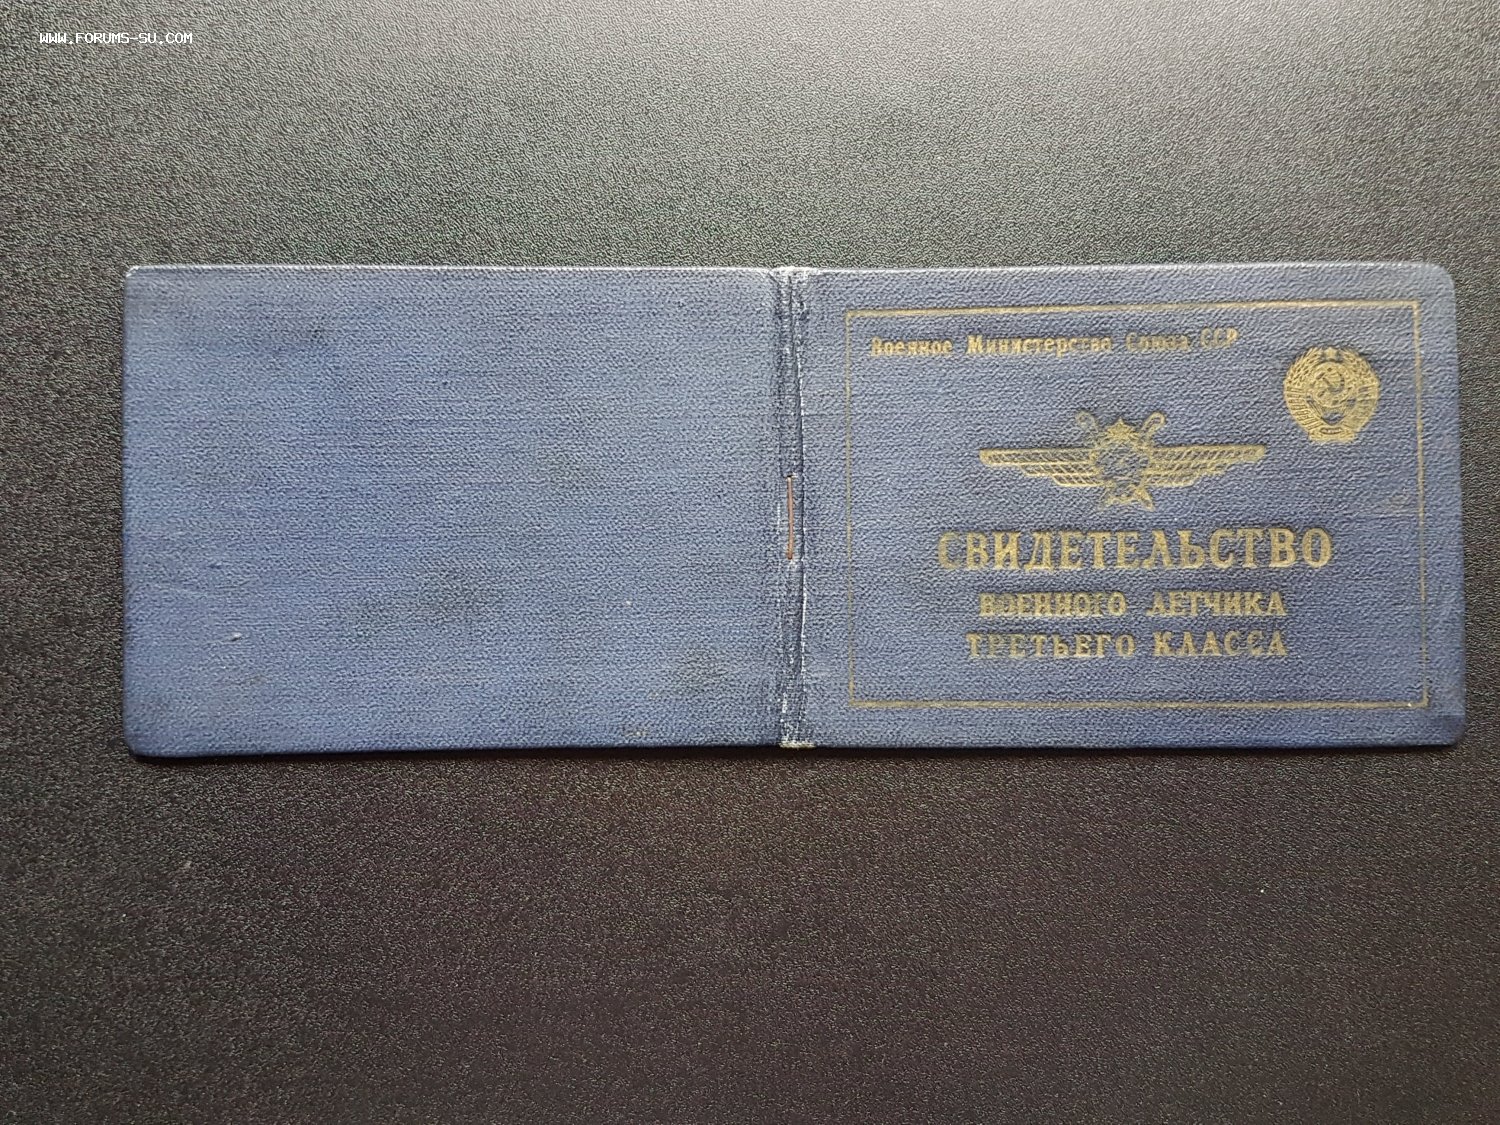 WWW.FORUMS-SU.COM
Военное Министерство Союза ССР
СВИДЕТЕЛЬСТВО
ВОЕННОГО ЛЕТЧИКА
ТРЕТЬЕГО КЛАССА